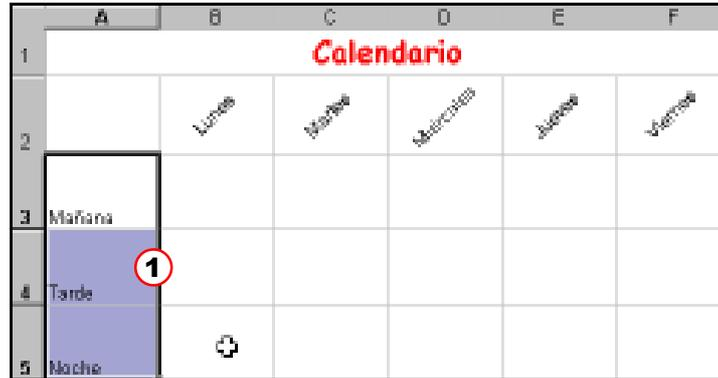 A B C D E F
1 Calendario
2 Lunes Martes Miércoles Jueves Viernes
3 Mañana
1
4 Tarde
5 Noche